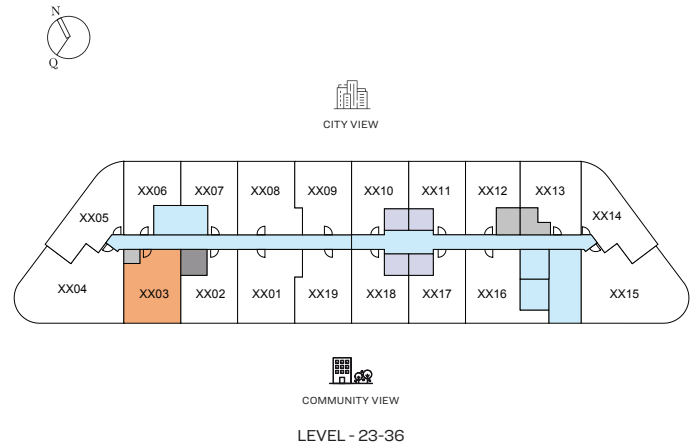 N
Q
CITY VIEW
XX06 XX07 XX08 XX09 XX10 XX11 XX12 XX13
XX05 XX14
XX04 XX03 XX02 XX01 XX19 XX18 XX17 XX16 XX15
COMMUNITY VIEW
LEVEL - 23-36